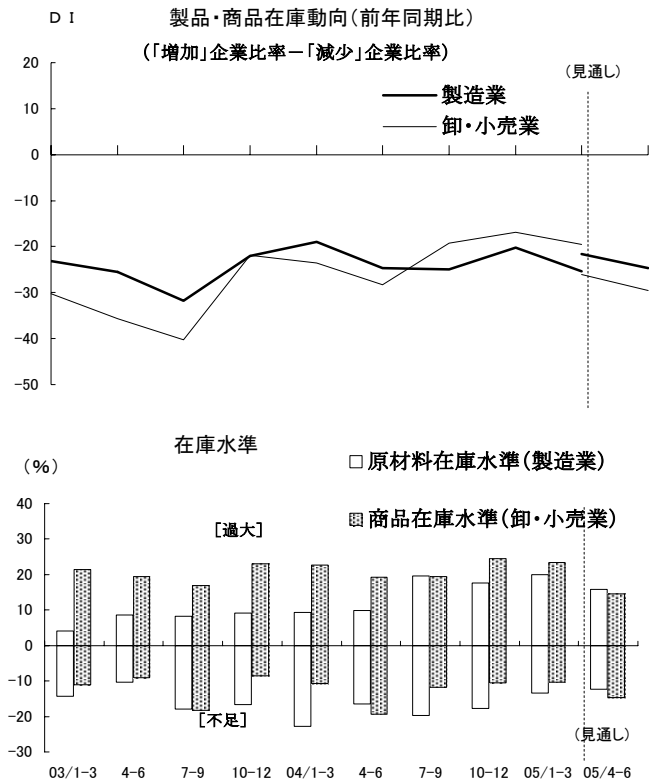 ＤＩ
製品・商品在庫動向(前年同期比)
(「増加」企業比率－「減少」企業比率)
20
10
0
-10
-20
-30
-40
-50
製造業
卸・小売業
(見通し)
在庫水準
(%)
原材料在庫水準(製造業)
商品在庫水準(卸・小売業)
[過大]
[不足]
40
30
20
10
0
-10
-20
-30
(見通し)
03/1-3 4-6 7-9 10-12 04/1-3 4-6 7-9 10-12 05/1-3 05/4-6